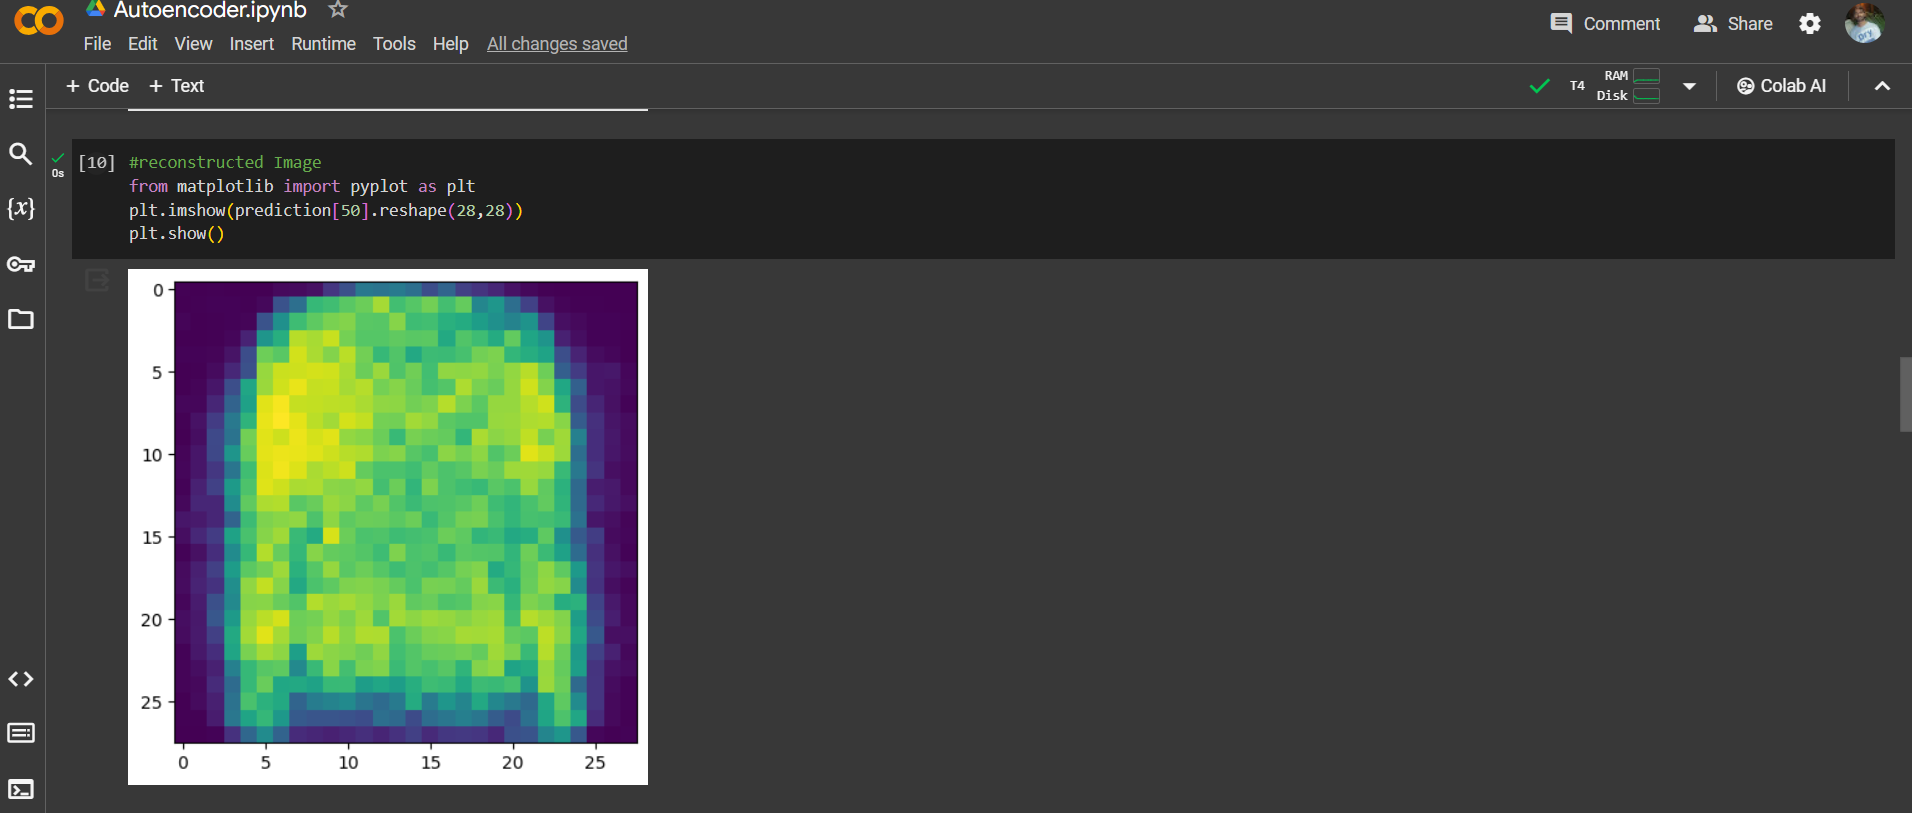 Autoencoder.ipynb
File Edit View Insert Runtime Tools Help All changes saved
Comment Share
+ Code + Text
T4 RAM Disk Colab AI
[10] #reconstructed Image
0s
from matplotlib import pyplot as plt
plt.imshow(prediction[50].reshape(28,28))
plt.show()
0
5
10
15
20
25
0 5 10 15 20 25